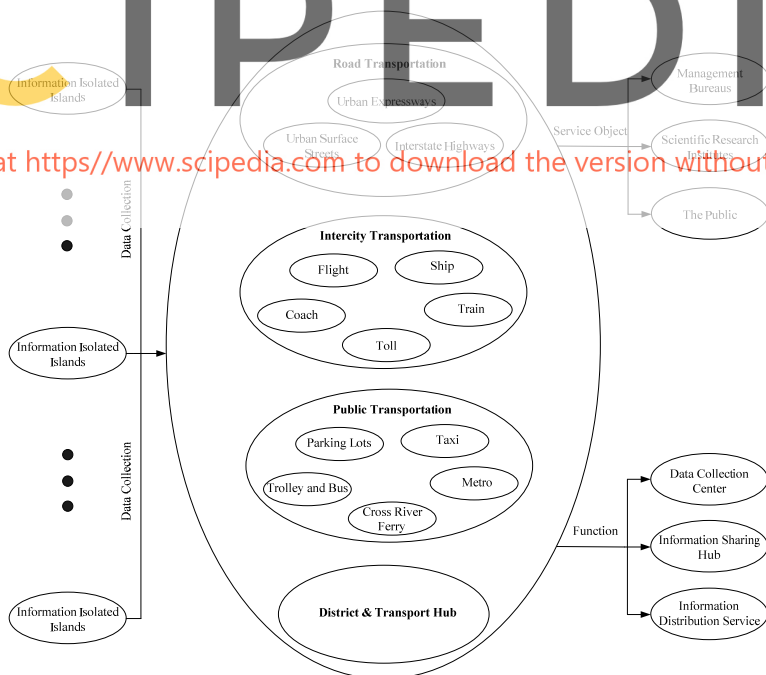 IPEDI
Road Transportation
Urban Expressways
Urban Surface
Streets
Interstate Highways
Information Isolated
Islands
Service Object
Management
Bureaus
Scientific Research
Institutes
The Public
at https//www.scipedia.com to download the version without
Data Collection
Intercity Transportation
Flight
Ship
Coach
Train
Toll
Information Isolated
Islands
Public Transportation
Parking Lots
Taxi
Trolley and Bus
Metro
Cross River
Ferry
Data Collection
Function
Data Collection
Center
Information Sharing
Hub
Information
Distribution Service
District & Transport Hub
Information Isolated
Islands